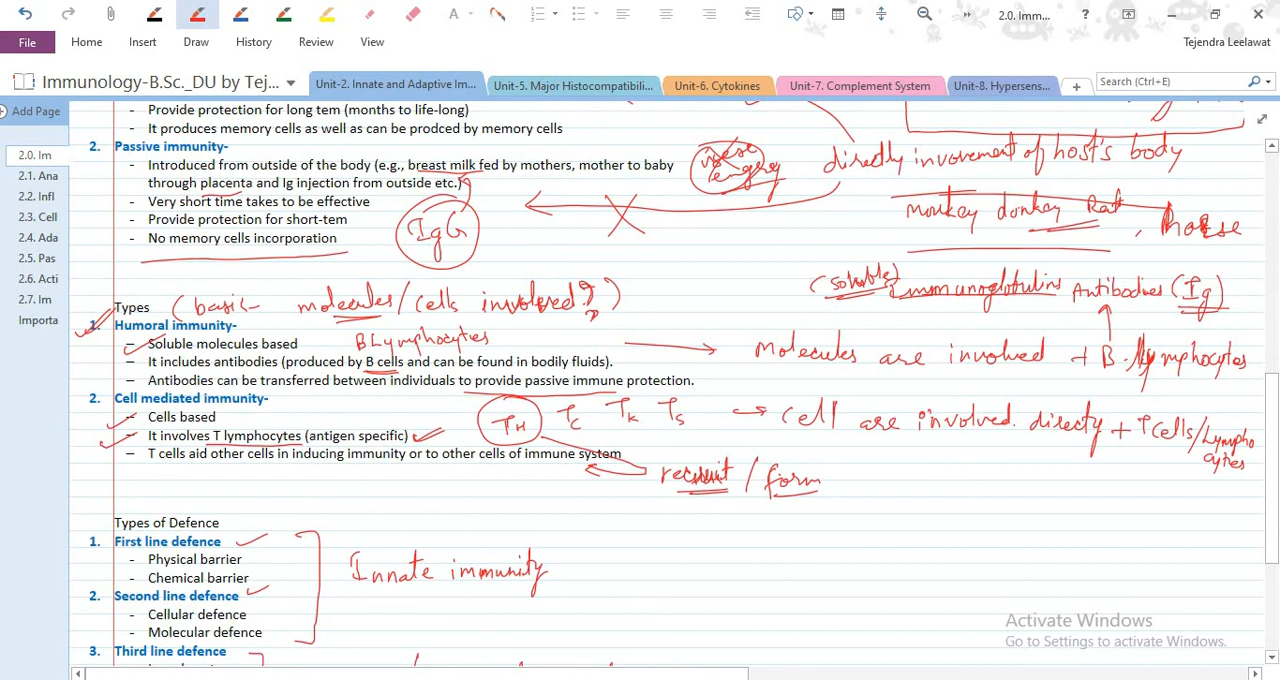 2.0. Imm...
Tejendra Leelawat
File Home Insert Draw History Review View
Immunology-B.Sc._DU by Tej...
Unit-2. Innate and Adaptive Im...
Unit-5. Major Histocompatibili...
Unit-6. Cytokines
Unit-7. Complement System
Unit-8. Hypersens...
Search (Ctrl+E)
Add Page
2.0. Im
2.1. Ana
2.2. Infl
2.3. Cell
2.4. Ada
2.5. Pas
2.6. Acti
2.7. Im
Importa
- Provide protection for long tem (months to life-long)
- It produces memory cells as well as can be prodced by memory cells
2. Passive immunity-
- Introduced from outside of the body (e.g., breast milk fed by mothers, mother to baby
through placenta and Ig injection from outside etc.)
- Very short time takes to be effective
- Provide protection for short-tem
- No memory cells incorporation
IgG
directly invovement of host's body
monkey donkey Rat, Horse
(soluble) Immunoglobulins Antibodies (Ig)
Types (basis- molecules/cells involved?)
1. Humoral immunity-
- Soluble molecules based B Lymphocytes
Molecules are involved + B-lymphocytes
- It includes antibodies (produced by B cells and can be found in bodily fluids).
- Antibodies can be transferred between individuals to provide passive immune protection.
2. Cell mediated immunity-
- Cells based
TH TC TK TS → cell are involved directy + T cells/Lymphocytes
- It involves T lymphocytes (antigen specific)
- T cells aid other cells in inducing immunity or to other cells of immune system
recruit / form
Types of Defence
1. First line defence
- Physical barrier
- Chemical barrier
Innate immunity
2. Second line defence
- Cellular defence
- Molecular defence
3. Third line defence
Activate Windows
Go to Settings to activate Windows.